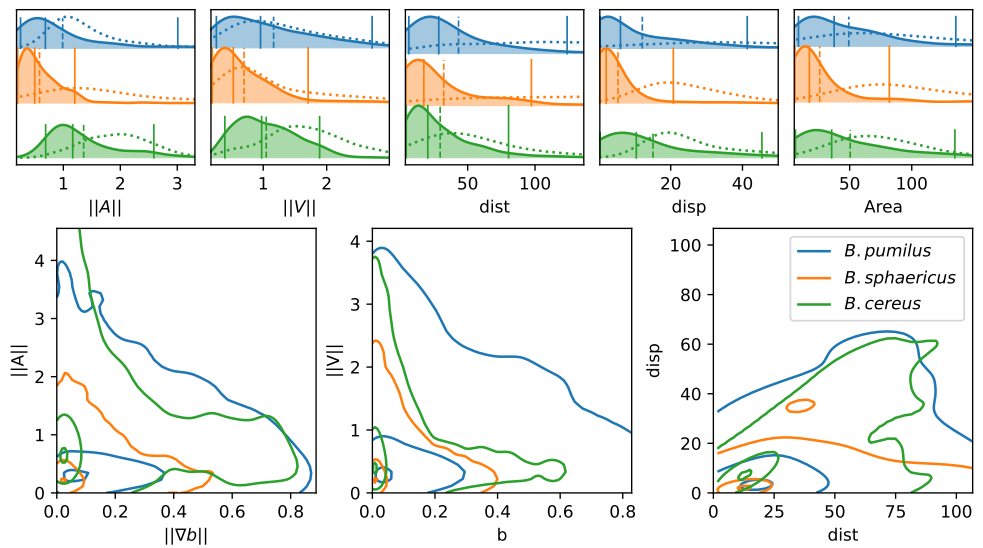 1 2 3
||A||
1 2
||V||
50 100
dist
20 40
disp
50 100
Area
||A||
4
3
2
1
0
0.0 0.2 0.4 0.6 0.8
||∇b||
||V||
4
3
2
1
0
0.0 0.2 0.4 0.6 0.8
b
disp
100
80
60
40
20
0
0 25 50 75 100
dist
B. pumilus
B. sphaericus
B. cereus